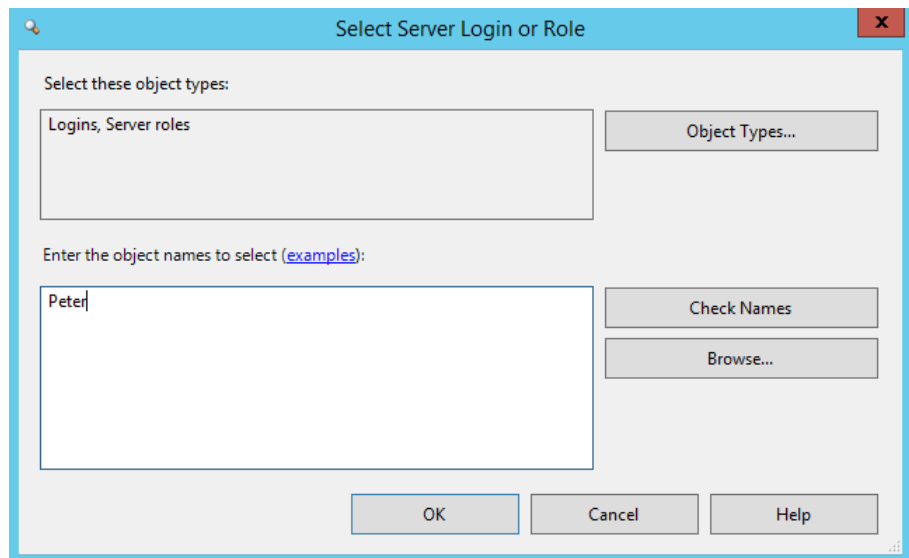 Select Server Login or Role
x
Select these object types:
Logins, Server roles
Object Types...
Enter the object names to select (examples):
Peter
Check Names
Browse...
OK
Cancel
Help